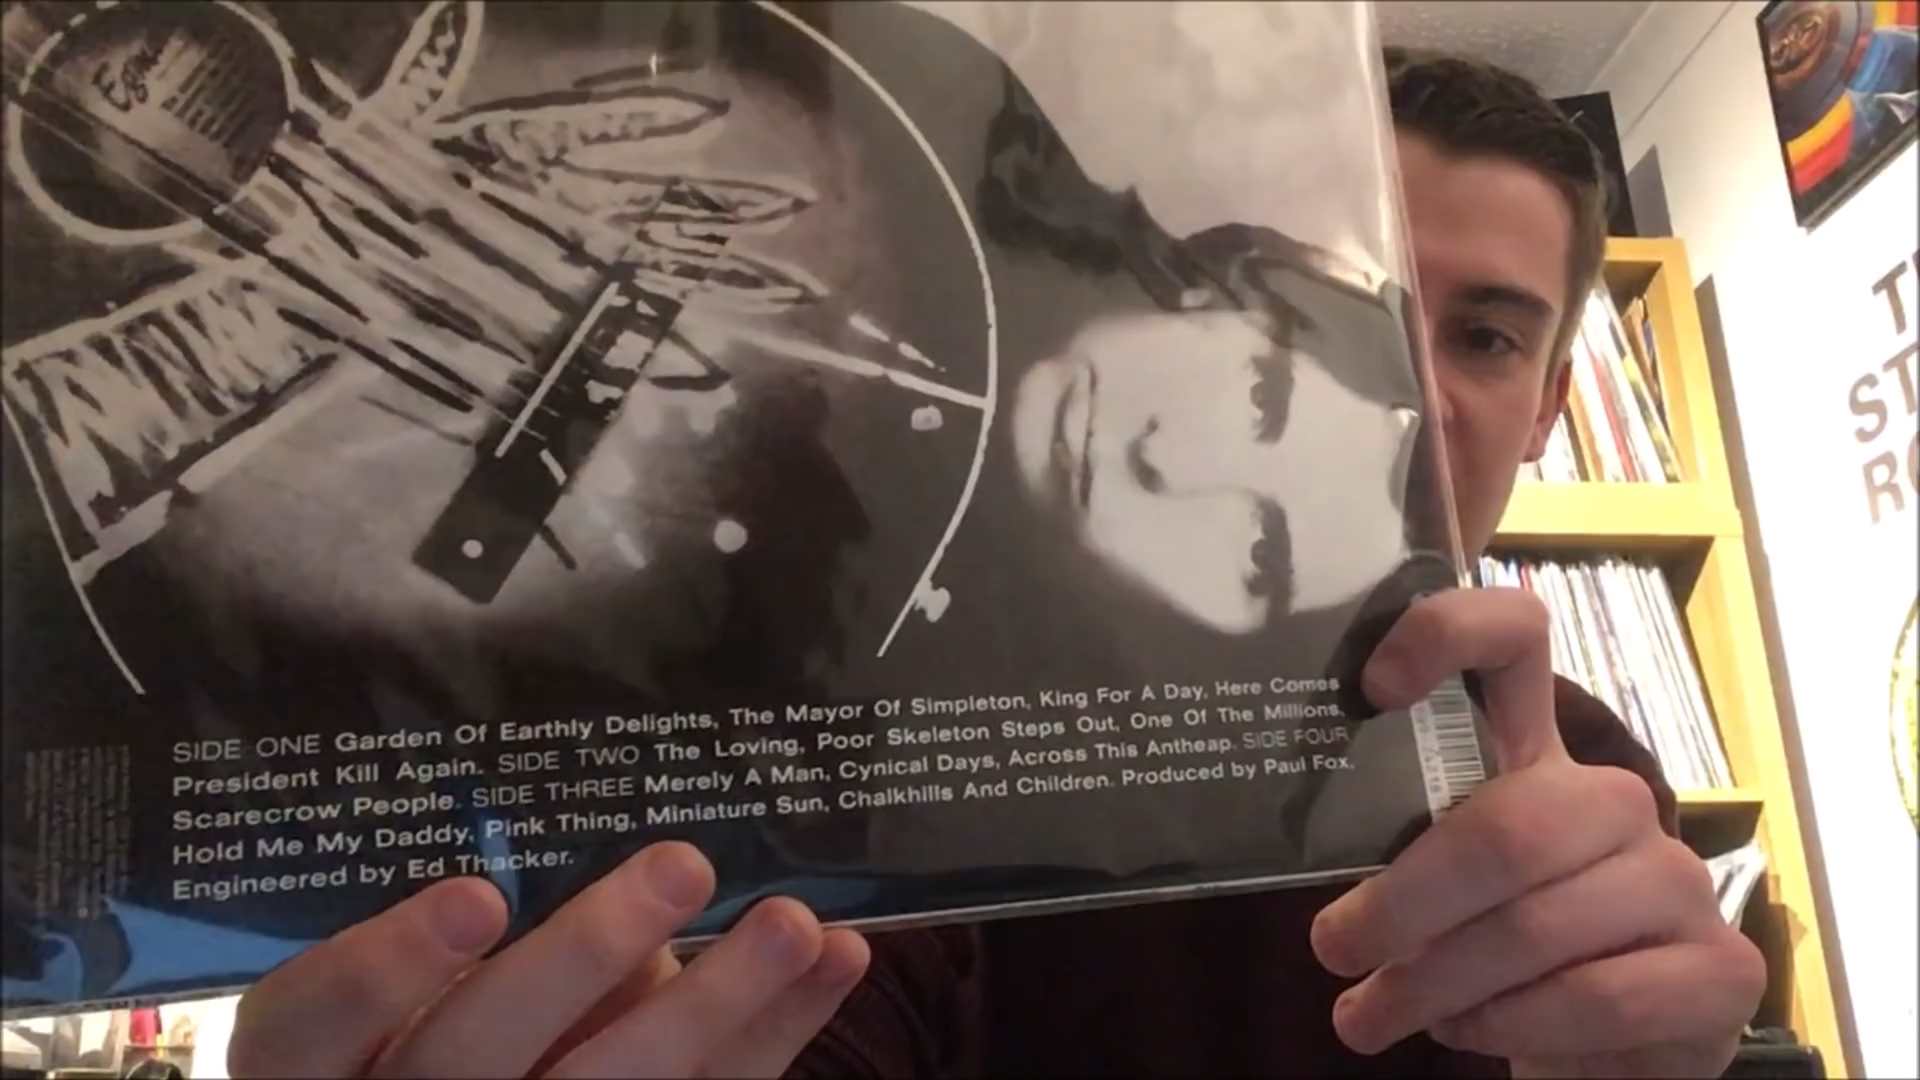 SIDE ONE Garden Of Earthly Delights, The Mayor Of Simpleton, King For A Day, Here Comes
President Kill Again. SIDE TWO The Loving, Poor Skeleton Steps Out, One Of The Millions,
Scarecrow People. SIDE THREE Merely A Man, Cynical Days, Across This Antheap. SIDE FOUR
Hold Me My Daddy, Pink Thing, Miniature Sun, Chalkhills And Children. Produced by Paul Fox,
Engineered by Ed Thacker.